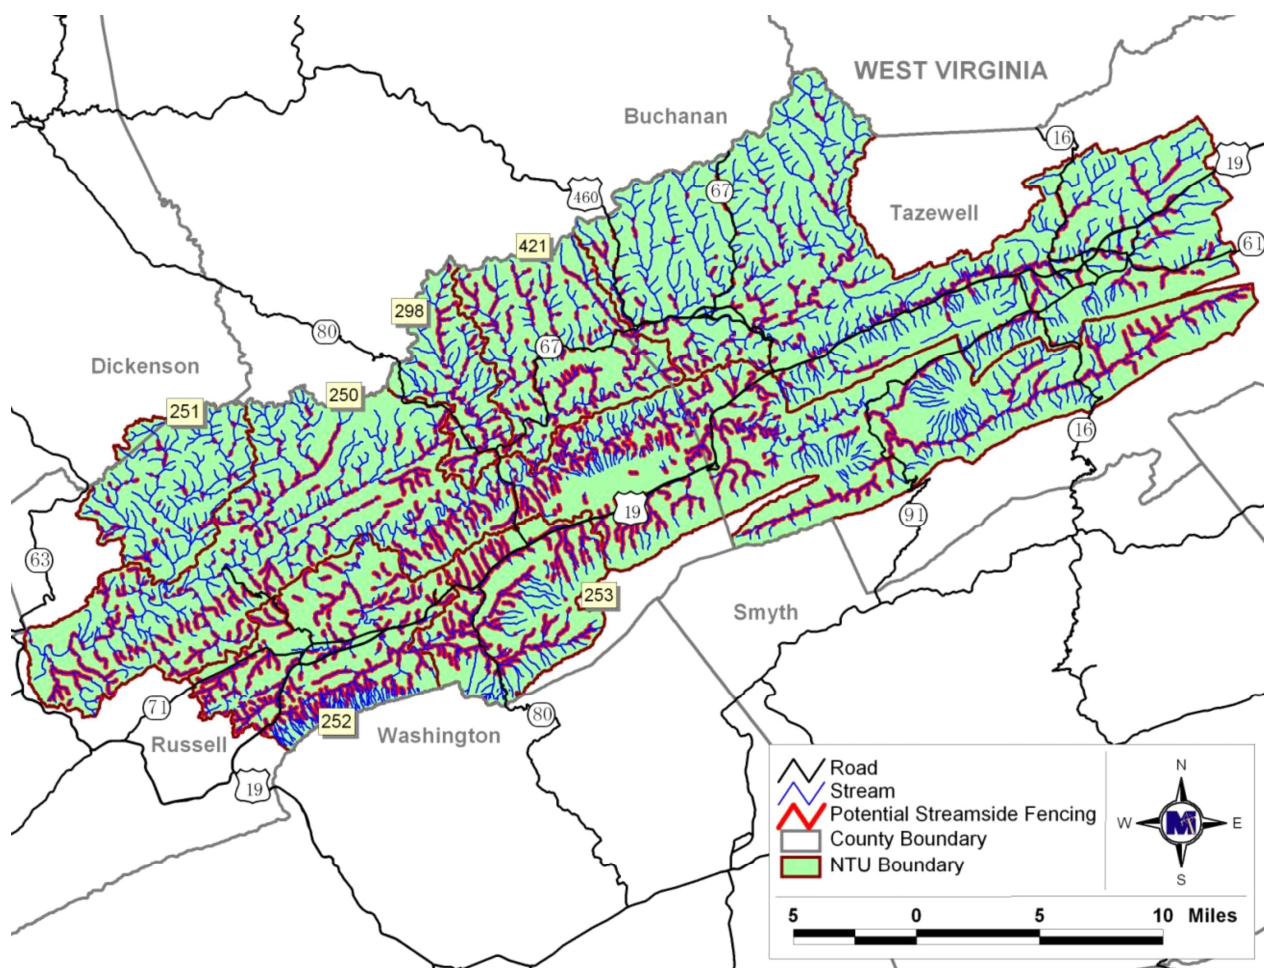 WEST VIRGINIA
Buchanan
16
19
67
460
Tazewell
61
421
298
80
67
Dickenson
250
251
16
19
91
63
253
Smyth
71
80
252
Russell
Washington
19
Road
Stream
Potential Streamside Fencing
County Boundary
NTU Boundary
N
W
E
S
M
5 0 5 10 Miles